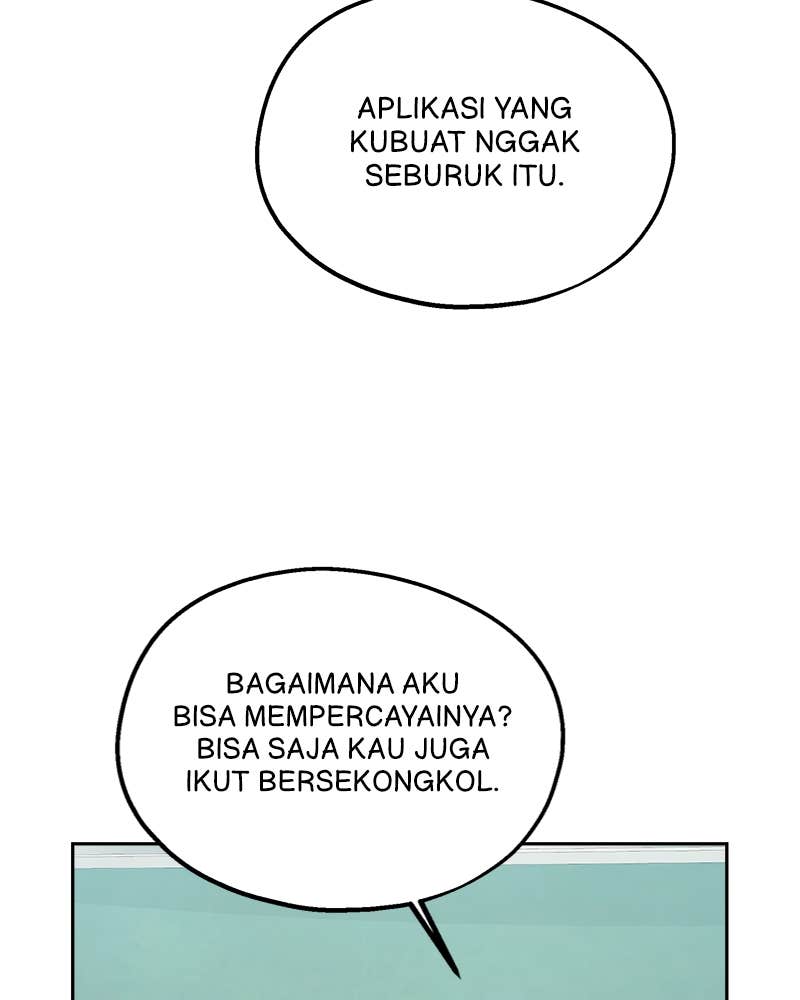 APLIKASI YANG
KUBUAT NGGAK
SEBURUK ITU.
BAGAIMANA AKU
BISA MEMPERCAYAINYA?
BISA SAJA KAU JUGA
IKUT BERSEKONGKOL.